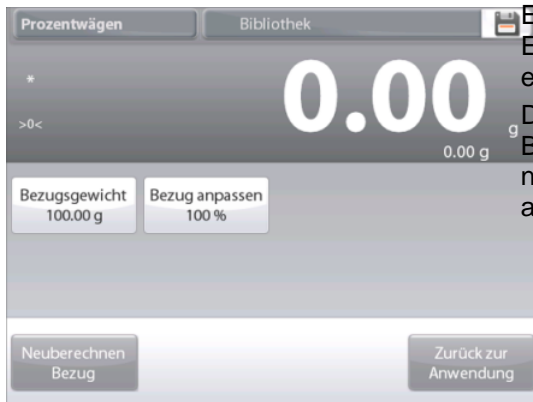 Prozentwägen
Bibliothek
*
0.00
>0<
g
0.00 g
Bezugsgewicht
100.00 g
Bezug anpassen
100 %
Neuberechnen
Bezug
Zurück zur
Anwendung